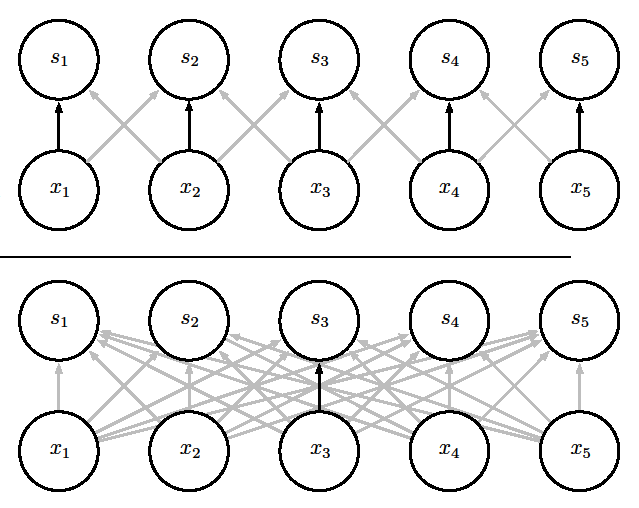 s₁ s₂ s₃ s₄ s₅
x₁ x₂ x₃ x₄ x₅
s₁ s₂ s₃ s₄ s₅
x₁ x₂ x₃ x₄ x₅